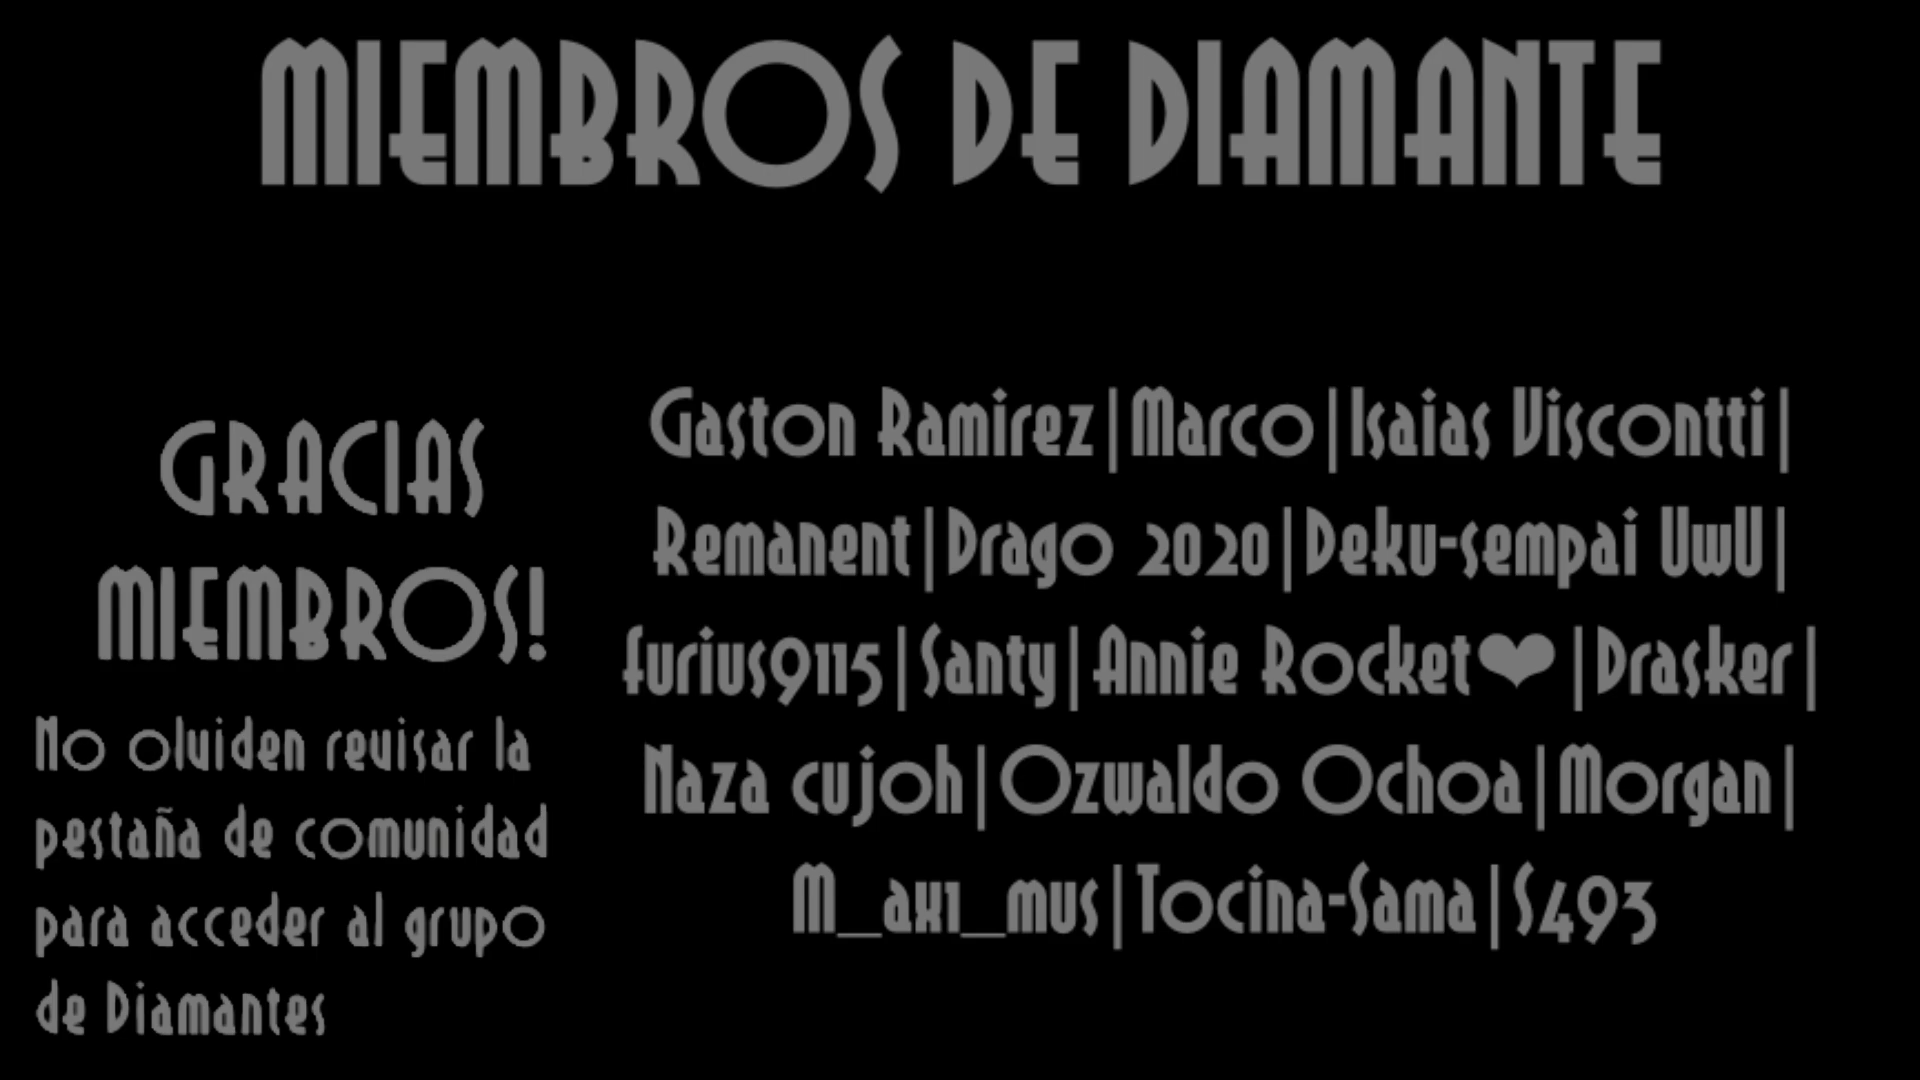 MIEMBROS DE DIAMANTE
GRACIAS
MIEMBROS!
No olviden revisar la
pestaña de comunidad
para acceder al grupo
de Diamantes
Gaston Ramirez|Marco|Isaias Viscontti|
Remanent|Drago 2020|Deku-sempai UwU|
furius9115|Santy|Annie Rocket❤|Drasker|
Naza cujoh|Ozwaldo Ochoa|Morgan|
M_ax1_mus|Tocina-Sama|S493